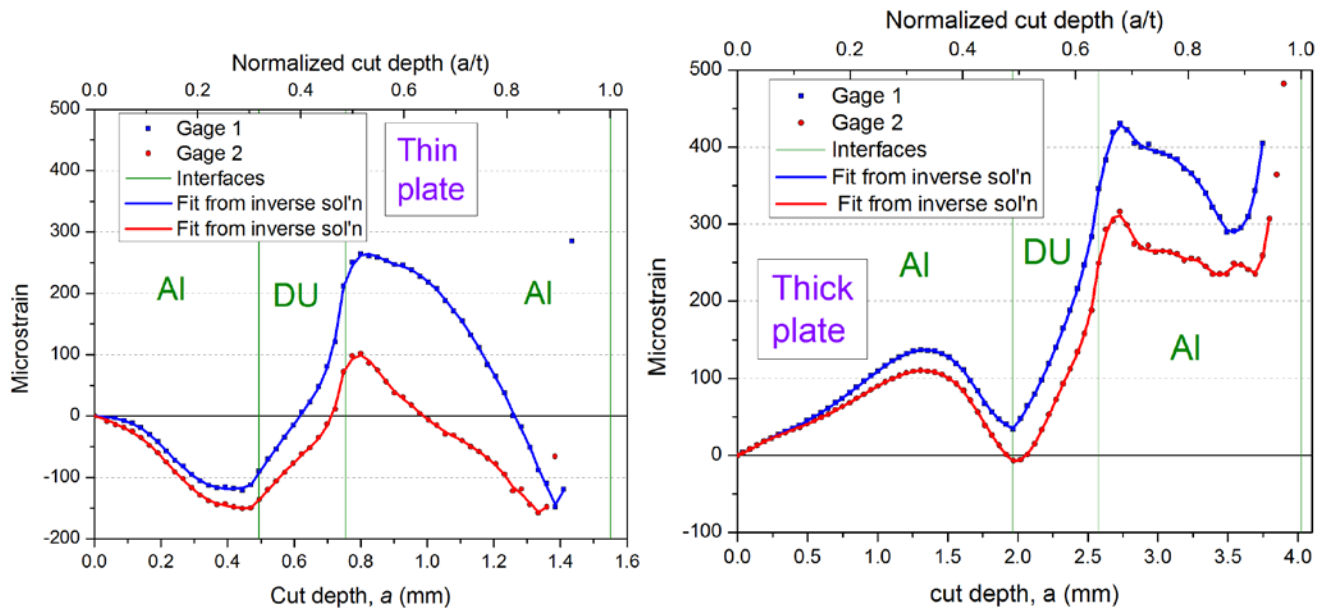 Normalized cut depth (a/t)
0.0 0.2 0.4 0.6 0.8 1.0
500
400
300
200
100
0
-100
-200
Microstrain
Gage 1
Gage 2
Interfaces
Fit from inverse sol'n
Fit from inverse sol'n
Thin
plate
Al DU Al
0.0 0.2 0.4 0.6 0.8 1.0 1.2 1.4 1.6
Cut depth, a (mm)
Normalized cut depth (a/t)
0.0 0.2 0.4 0.6 0.8 1.0
500
400
300
200
100
0
-100
Microstrain
Gage 1
Gage 2
Interfaces
Fit from inverse sol'n
Fit from inverse sol'n
Al DU
Thick
plate
Al
0.0 0.5 1.0 1.5 2.0 2.5 3.0 3.5 4.0
cut depth, a (mm)